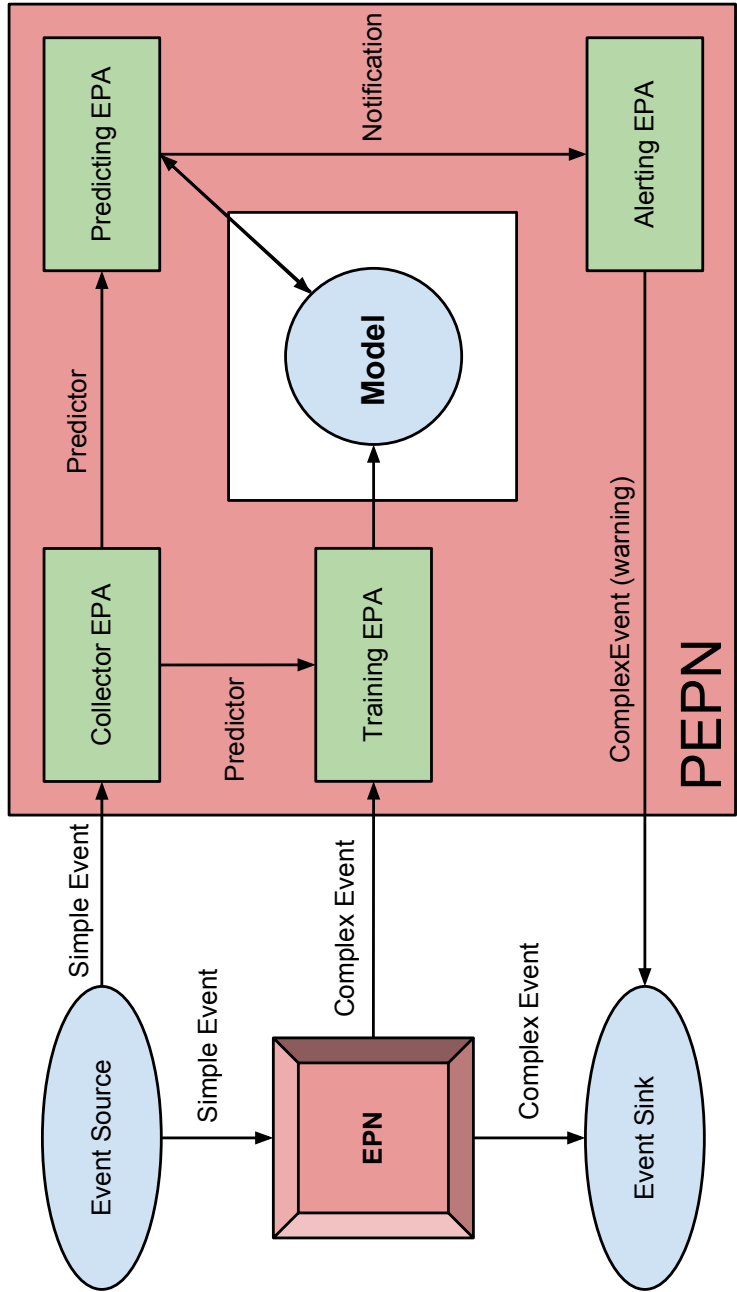 Event Source
Simple Event
Collector EPA
Predictor
Predicting EPA
Simple Event
Predictor
Notification
EPN
Complex Event
Training EPA
Model
Complex Event
Event Sink
ComplexEvent (warning)
Alerting EPA
PEPN